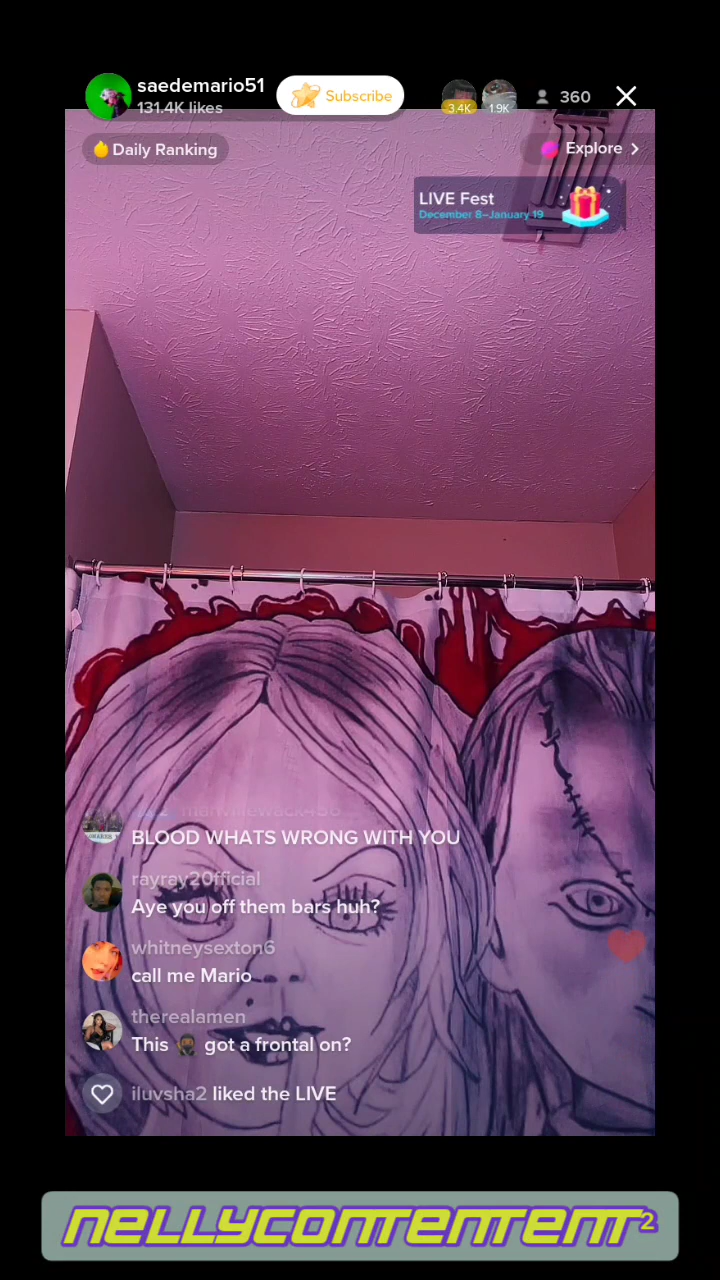 saedemario51
131.4K likes
Subscribe
3.4K
1.9K
360
Daily Ranking
Explore
LIVE Fest
December 8–January 19
BLOOD WHATS WRONG WITH YOU
rayray20fficial
Aye you off them bars huh?
whitneysexton6
call me Mario
therealamen
This 🥷🏾 got a frontal on?
iluvsha2 liked the LIVE
NELLYCONTENTENT²